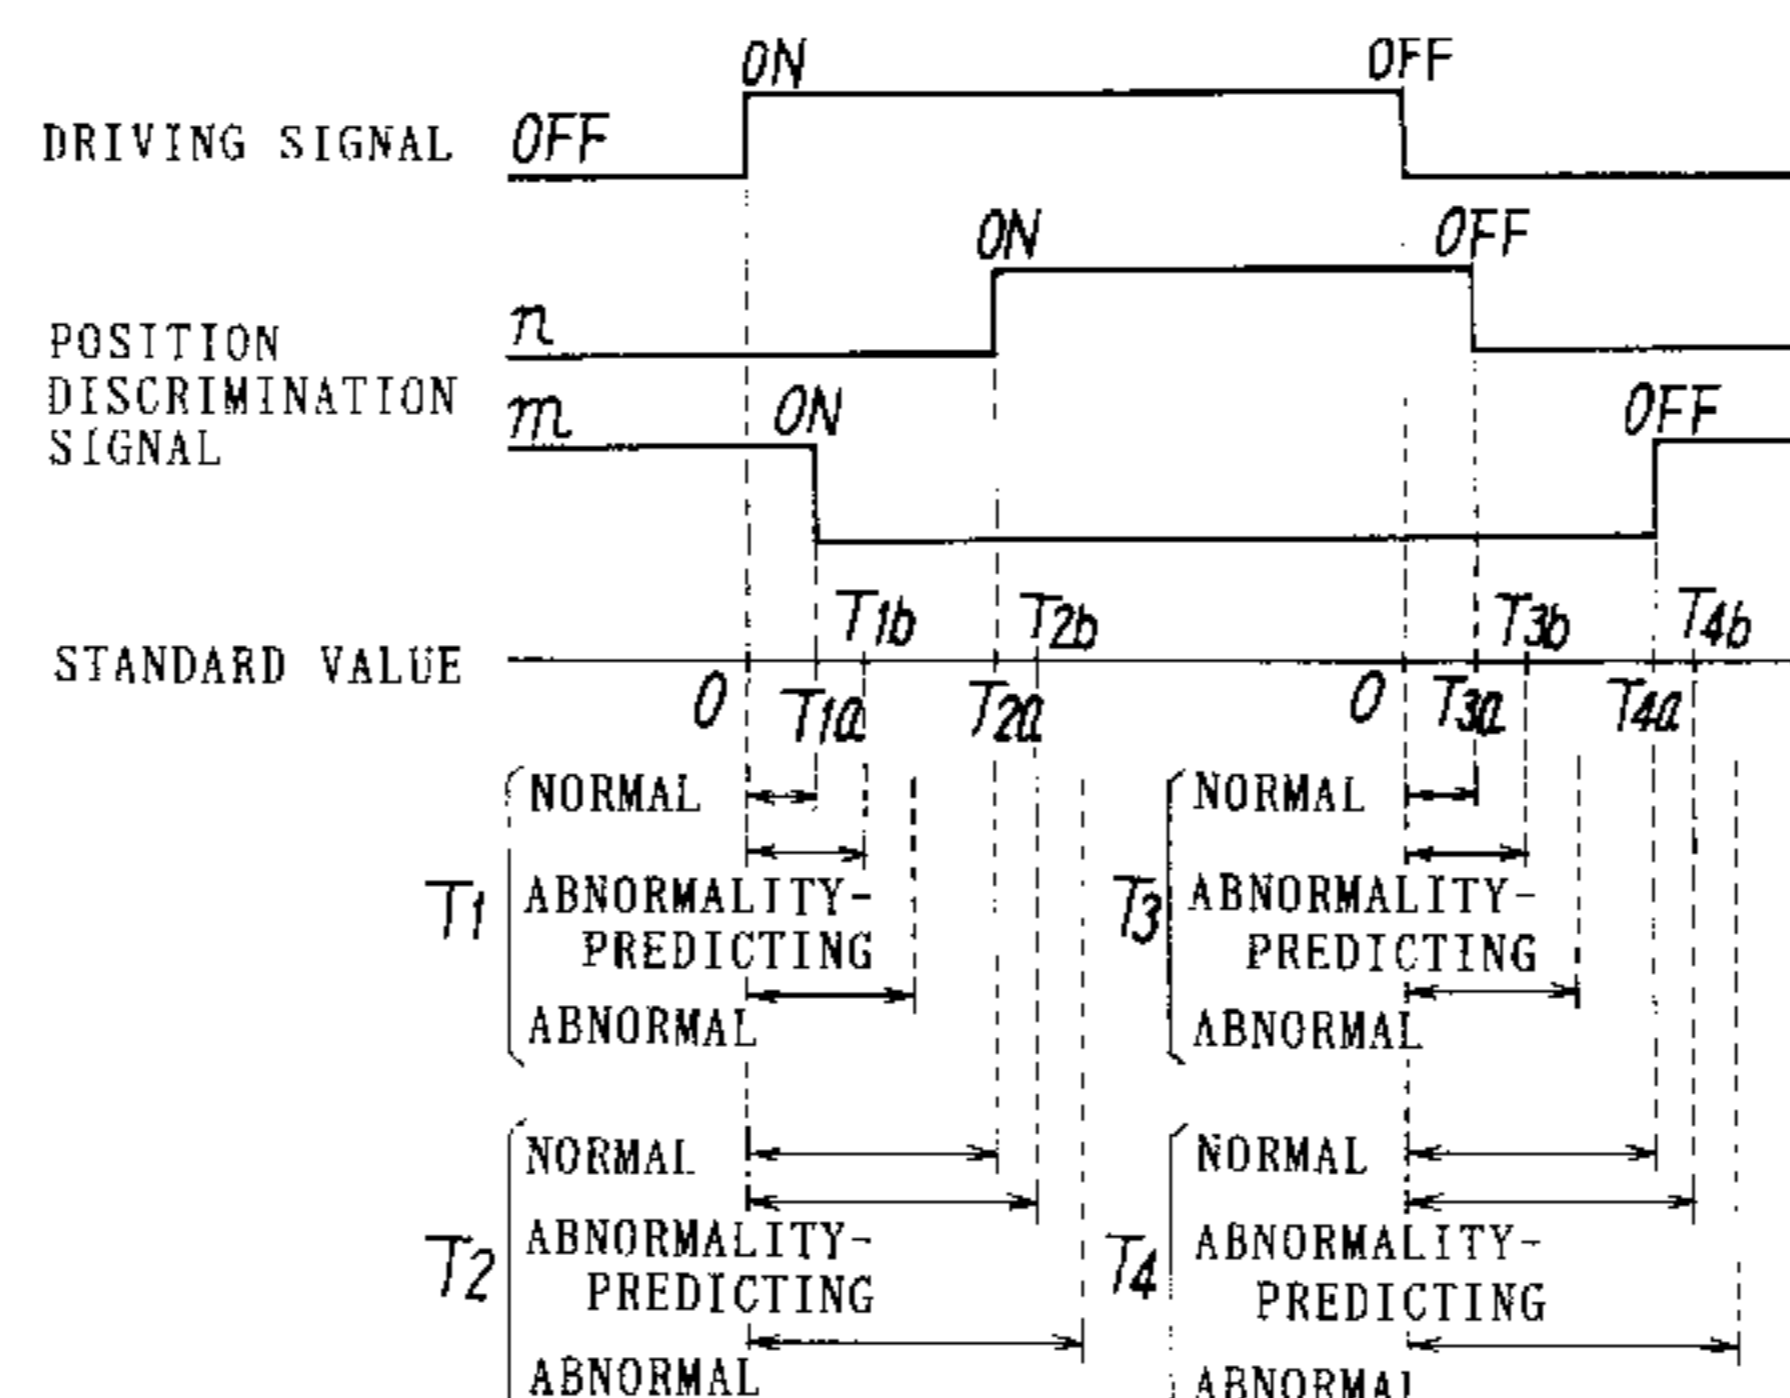 ON OFF
DRIVING SIGNAL OFF
ON OFF
n
POSITION
DISCRIMINATION
SIGNAL
m ON OFF
T1b T2b T3b T4b
STANDARD VALUE
0 T1a T2a 0 T3a T4a
T1
NORMAL
ABNORMALITY-
PREDICTING
ABNORMAL
T3
NORMAL
ABNORMALITY-
PREDICTING
ABNORMAL
T2
NORMAL
ABNORMALITY-
PREDICTING
ABNORMAL
T4
NORMAL
ABNORMALITY-
PREDICTING
ABNORMAL